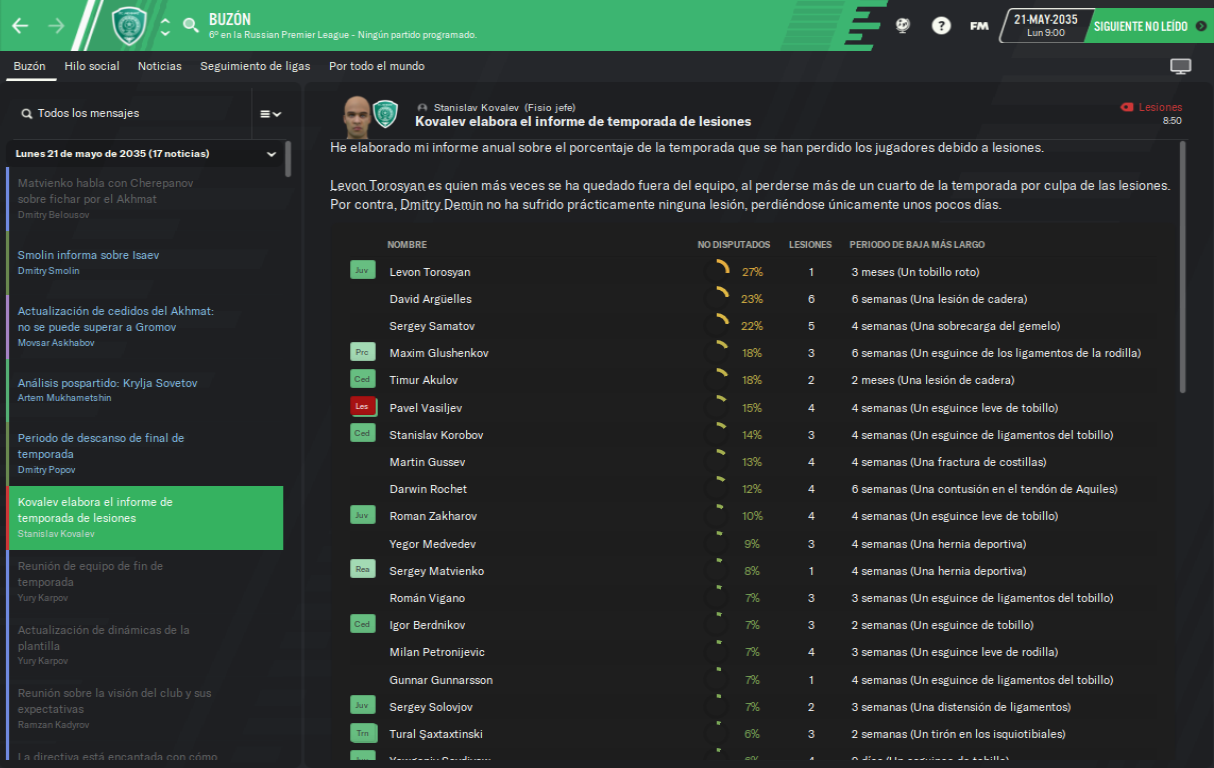 BUZÓN
6º en la Russian Premier League - Ningún partido programado.
?
FM
21-MAY-2035
Lun 9:00
SIGUIENTE NO LEÍDO
Buzón Hilo social Noticias Seguimiento de ligas Por todo el mundo
Todos los mensajes
Lunes 21 de mayo de 2035 (17 noticias)
Matvienko habla con Cherepanov
sobre fichar por el Akhmat
Dmitry Belousov
Smolin informa sobre Isaev
Dmitry Smolin
Actualización de cedidos del Akhmat:
no se puede superar a Gromov
Movsar Askhabov
Análisis pospartido: Krylja Sovetov
Artem Mukhametshin
Periodo de descanso de final de
temporada
Dmitry Popov
Kovalev elabora el informe de
temporada de lesiones
Stanislav Kovalev
Reunión de equipo de fin de
temporada
Yury Karpov
Actualización de dinámicas de la
plantilla
Yury Karpov
Reunión sobre la visión del club y sus
expectativas
Ramzan Kadyrov
La directiva está encantada con cómo
Stanislav Kovalev (Fisio jefe)
Kovalev elabora el informe de temporada de lesiones
Lesiones
8:50
He elaborado mi informe anual sobre el porcentaje de la temporada que se han perdido los jugadores debido a lesiones.
Levon Torosyan es quien más veces se ha quedado fuera del equipo, al perderse más de un cuarto de la temporada por culpa de las lesiones.
Por contra, Dmitry Demin no ha sufrido prácticamente ninguna lesión, perdiéndose únicamente unos pocos días.
NOMBRE NO DISPUTADOS LESIONES PERIODO DE BAJA MÁS LARGO
Juv Levon Torosyan 27% 1 3 meses (Un tobillo roto)
David Argüelles 23% 6 6 semanas (Una lesión de cadera)
Sergey Samatov 22% 5 4 semanas (Una sobrecarga del gemelo)
Prc Maxim Glushenkov 18% 3 6 semanas (Un esguince de los ligamentos de la rodilla)
Ced Timur Akulov 18% 2 2 meses (Una lesión de cadera)
Les Pavel Vasiljev 15% 4 4 semanas (Un esguince leve de tobillo)
Ced Stanislav Korobov 14% 3 4 semanas (Un esguince de ligamentos del tobillo)
Martin Gussev 13% 4 4 semanas (Una fractura de costillas)
Darwin Rochet 12% 4 6 semanas (Una contusión en el tendón de Aquiles)
Juv Roman Zakharov 10% 4 4 semanas (Un esguince leve de tobillo)
Yegor Medvedev 9% 3 4 semanas (Una hernia deportiva)
Rea Sergey Matvienko 8% 1 4 semanas (Una hernia deportiva)
Román Vigano 7% 3 3 semanas (Un esguince de ligamentos del tobillo)
Ced Igor Berdnikov 7% 3 2 semanas (Un esguince de tobillo)
Milan Petronijevic 7% 4 3 semanas (Un esguince leve de rodilla)
Gunnar Gunnarsson 7% 1 4 semanas (Un esguince de ligamentos del tobillo)
Juv Sergey Solovjov 7% 2 3 semanas (Una distensión de ligamentos)
Trn Tural Şaxtaxtinski 6% 3 2 semanas (Un tirón en los isquiotibiales)